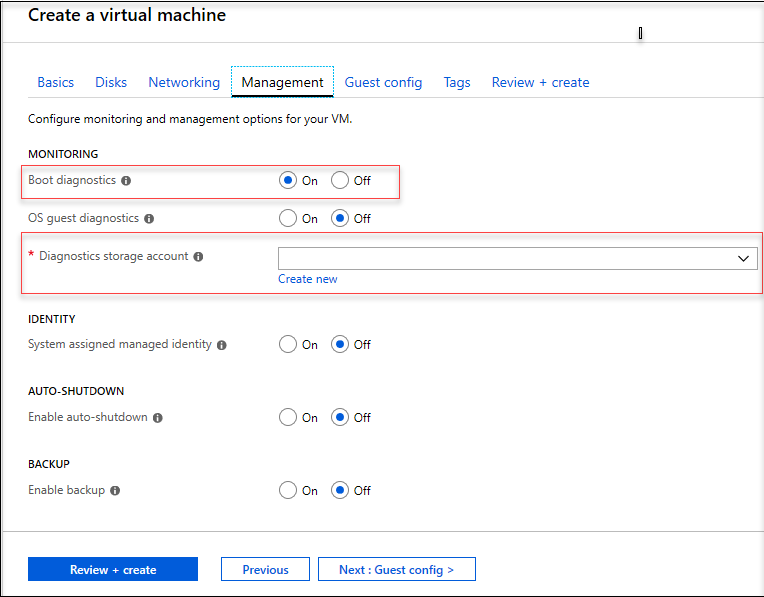 Create a virtual machine
Basics Disks Networking Management Guest config Tags Review + create
Configure monitoring and management options for your VM.
MONITORING
Boot diagnostics On Off
OS guest diagnostics On Off
* Diagnostics storage account
Create new
IDENTITY
System assigned managed identity On Off
AUTO-SHUTDOWN
Enable auto-shutdown On Off
BACKUP
Enable backup On Off
Review + create Previous Next : Guest config >